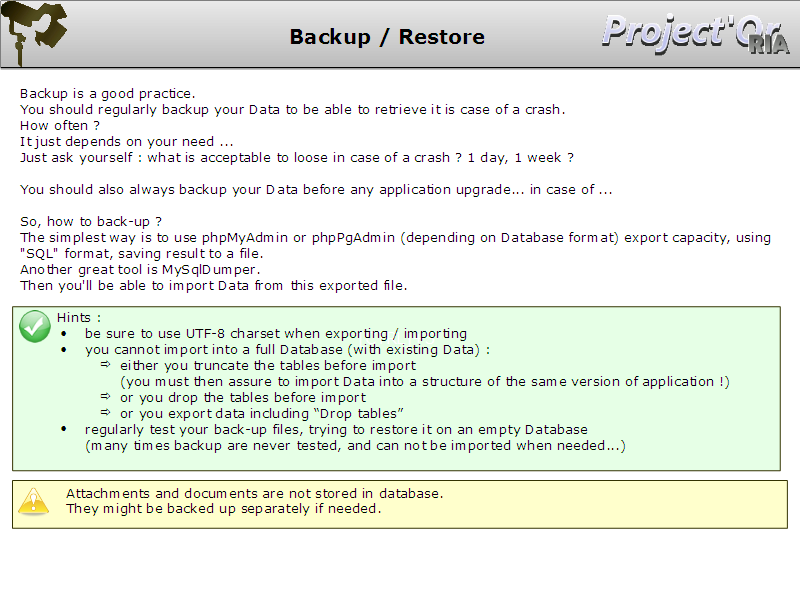 Backup / Restore
Project'Or
RIA
Backup is a good practice.
You should regularly backup your Data to be able to retrieve it is case of a crash.
How often ?
It just depends on your need ...
Just ask yourself : what is acceptable to loose in case of a crash ? 1 day, 1 week ?
You should also always backup your Data before any application upgrade... in case of ...
So, how to back-up ?
The simplest way is to use phpMyAdmin or phpPgAdmin (depending on Database format) export capacity, using
"SQL" format, saving result to a file.
Another great tool is MySqlDumper.
Then you'll be able to import Data from this exported file.
Hints :
• be sure to use UTF-8 charset when exporting / importing
• you cannot import into a full Database (with existing Data) :
⇨ either you truncate the tables before import
(you must then assure to import Data into a structure of the same version of application !)
⇨ or you drop the tables before import
⇨ or you export data including “Drop tables”
• regularly test your back-up files, trying to restore it on an empty Database
(many times backup are never tested, and can not be imported when needed...)
Attachments and documents are not stored in database.
They might be backed up separately if needed.